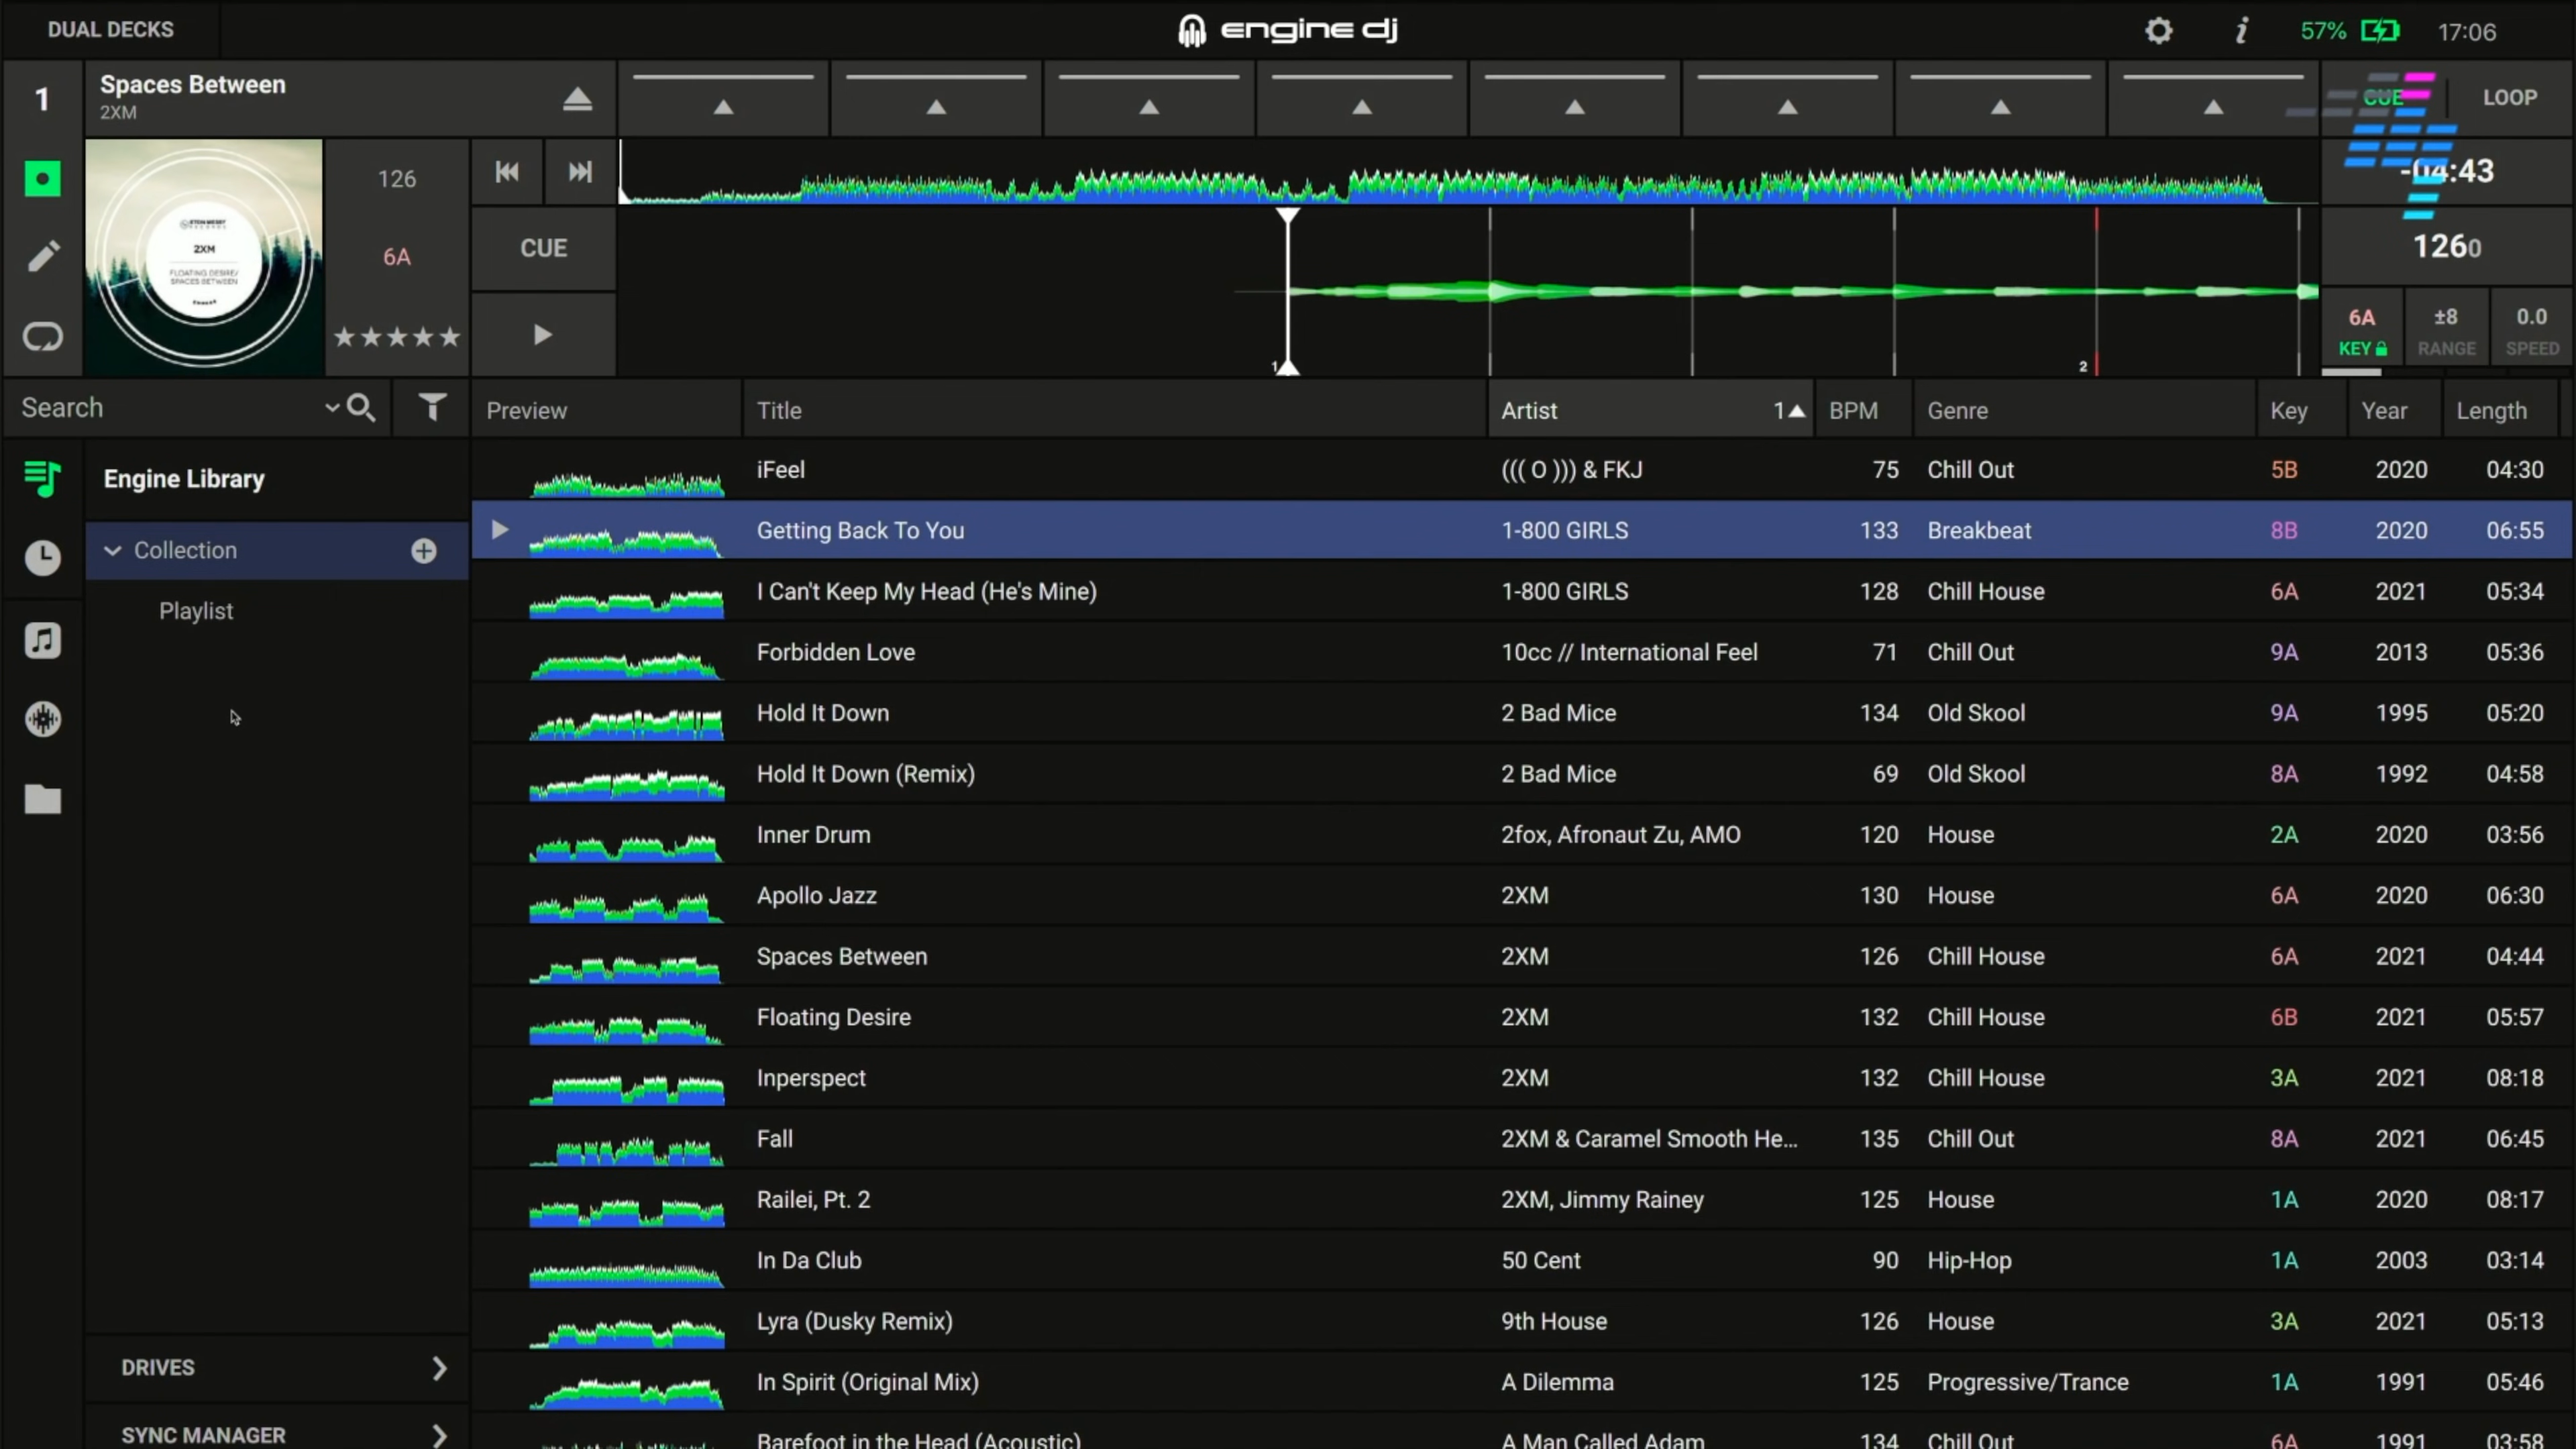 DUAL DECKS
engine dj
57%
17:06
1
Spaces Between
2XM
CUE
LOOP
126
6A
★★★★★
CUE
-04:43
1260
6A
KEY
±8
RANGE
0.0
SPEED
1
2
2XM
FLOATING DESIRE/
SPACES BETWEEN
Search
Preview Title Artist 1 BPM Genre Key Year Length
Engine Library
Collection
Playlist
iFeel ((( O ))) & FKJ 75 Chill Out 5B 2020 04:30
Getting Back To You 1-800 GIRLS 133 Breakbeat 8B 2020 06:55
I Can't Keep My Head (He's Mine) 1-800 GIRLS 128 Chill House 6A 2021 05:34
Forbidden Love 10cc // International Feel 71 Chill Out 9A 2013 05:36
Hold It Down 2 Bad Mice 134 Old Skool 9A 1995 05:20
Hold It Down (Remix) 2 Bad Mice 69 Old Skool 8A 1992 04:58
Inner Drum 2fox, Afronaut Zu, AMO 120 House 2A 2020 03:56
Apollo Jazz 2XM 130 House 6A 2020 06:30
Spaces Between 2XM 126 Chill House 6A 2021 04:44
Floating Desire 2XM 132 Chill House 6B 2021 05:57
Inperspect 2XM 132 Chill House 3A 2021 08:18
Fall 2XM & Caramel Smooth He... 135 Chill Out 8A 2021 06:45
Railei, Pt. 2 2XM, Jimmy Rainey 125 House 1A 2020 08:17
In Da Club 50 Cent 90 Hip-Hop 1A 2003 03:14
Lyra (Dusky Remix) 9th House 126 House 3A 2021 05:13
In Spirit (Original Mix) A Dilemma 125 Progressive/Trance 1A 1991 05:46
Barefoot in the Head (Acoustic) A Man Called Adam 134 Chill Out 6A 1991 03:58
DRIVES
SYNC MANAGER